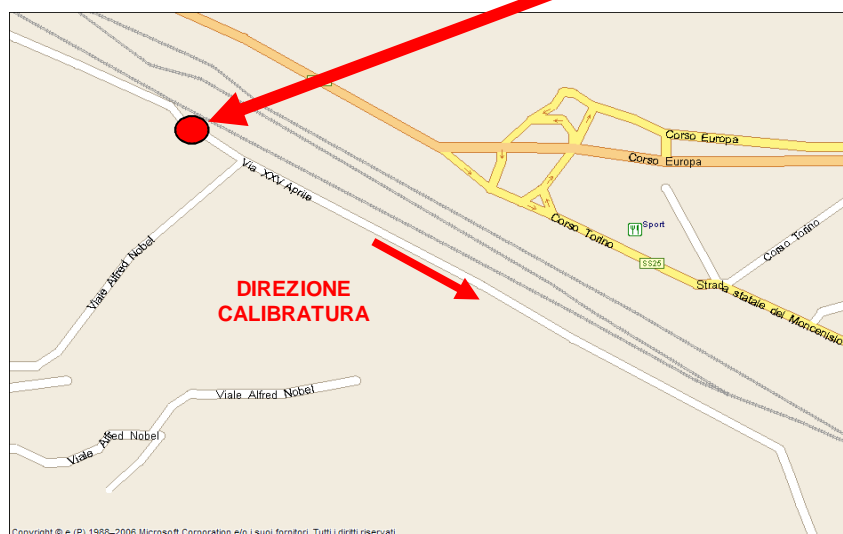 Corso Europa
Corso Europa
Via XXV Aprile
Sport
Corso Torino
Corso Torino
SS25
Viale Alfred Nobel
DIREZIONE
CALIBRATURA
Strada statale del Moncenisio
Viale Alfred Nobel
Viale Alfred Nobel
Copyright © e (P) 1988–2006 Microsoft Corporation e/o i suoi fornitori. Tutti i diritti riservati.